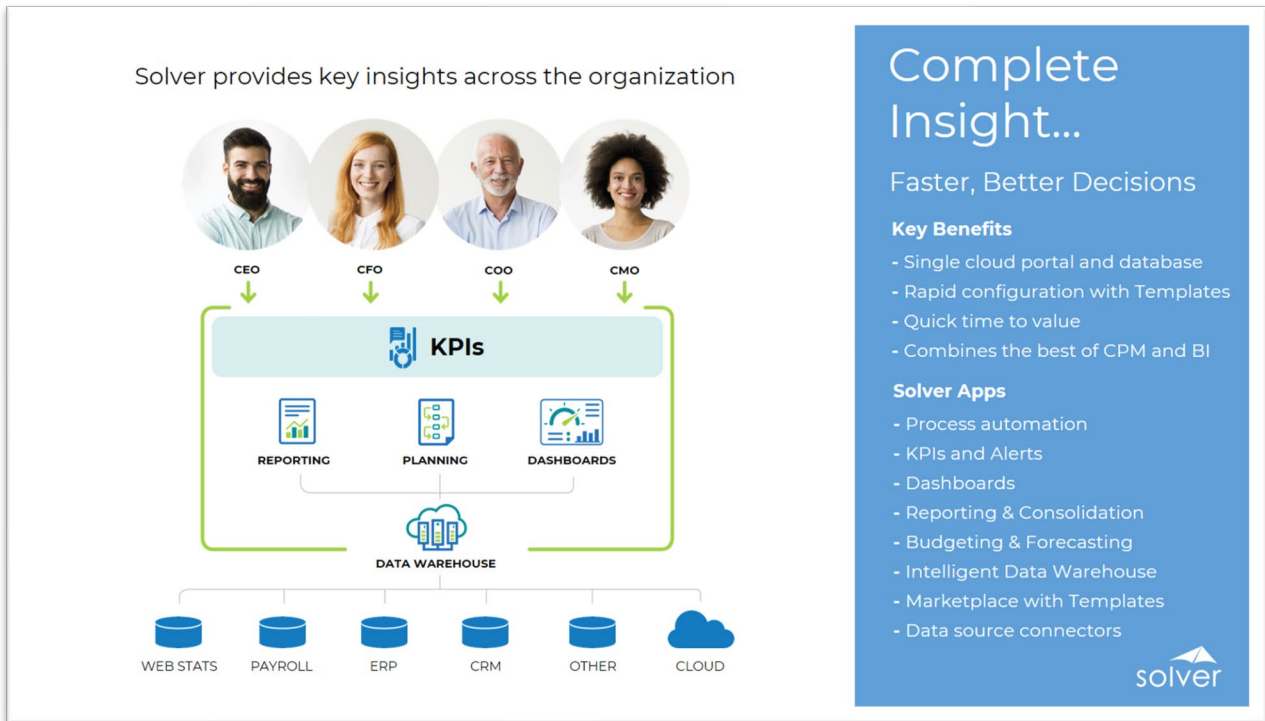 Solver provides key insights across the organization
CEO
CFO
COO
CMO
KPIs
REPORTING
PLANNING
DASHBOARDS
DATA WAREHOUSE
WEB STATS
PAYROLL
ERP
CRM
OTHER
CLOUD
Complete
Insight...
Faster, Better Decisions
Key Benefits
- Single cloud portal and database
- Rapid configuration with Templates
- Quick time to value
- Combines the best of CPM and BI
Solver Apps
- Process automation
- KPIs and Alerts
- Dashboards
- Reporting & Consolidation
- Budgeting & Forecasting
- Intelligent Data Warehouse
- Marketplace with Templates
- Data source connectors
solver